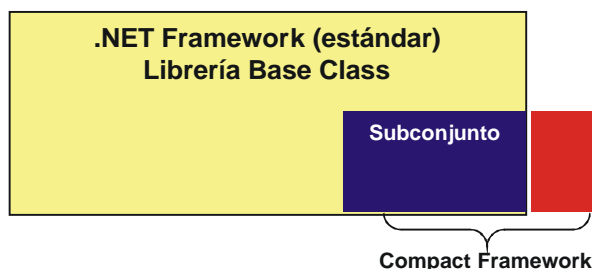 .NET Framework (estándar)
Librería Base Class
Subconjunto
Compact Framework